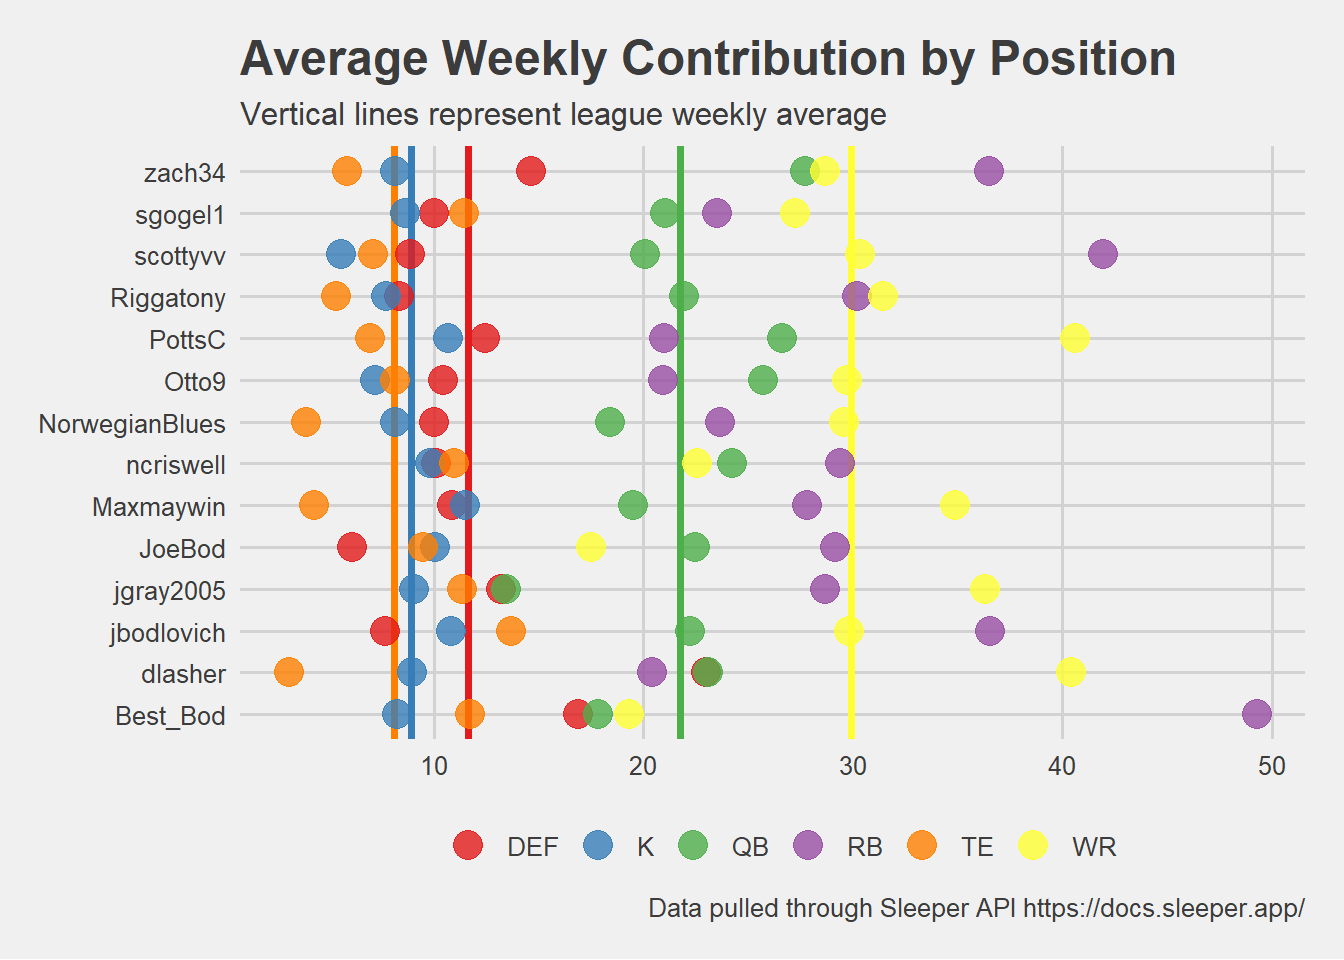 Average Weekly Contribution by Position
Vertical lines represent league weekly average
zach34
sgogel1
scottyvv
Riggatony
PottsC
Otto9
NorwegianBlues
ncriswell
Maxmaywin
JoeBod
jgray2005
jbodlovich
dlasher
Best_Bod
10 20 30 40 50
DEF K QB RB TE WR
Data pulled through Sleeper API https://docs.sleeper.app/